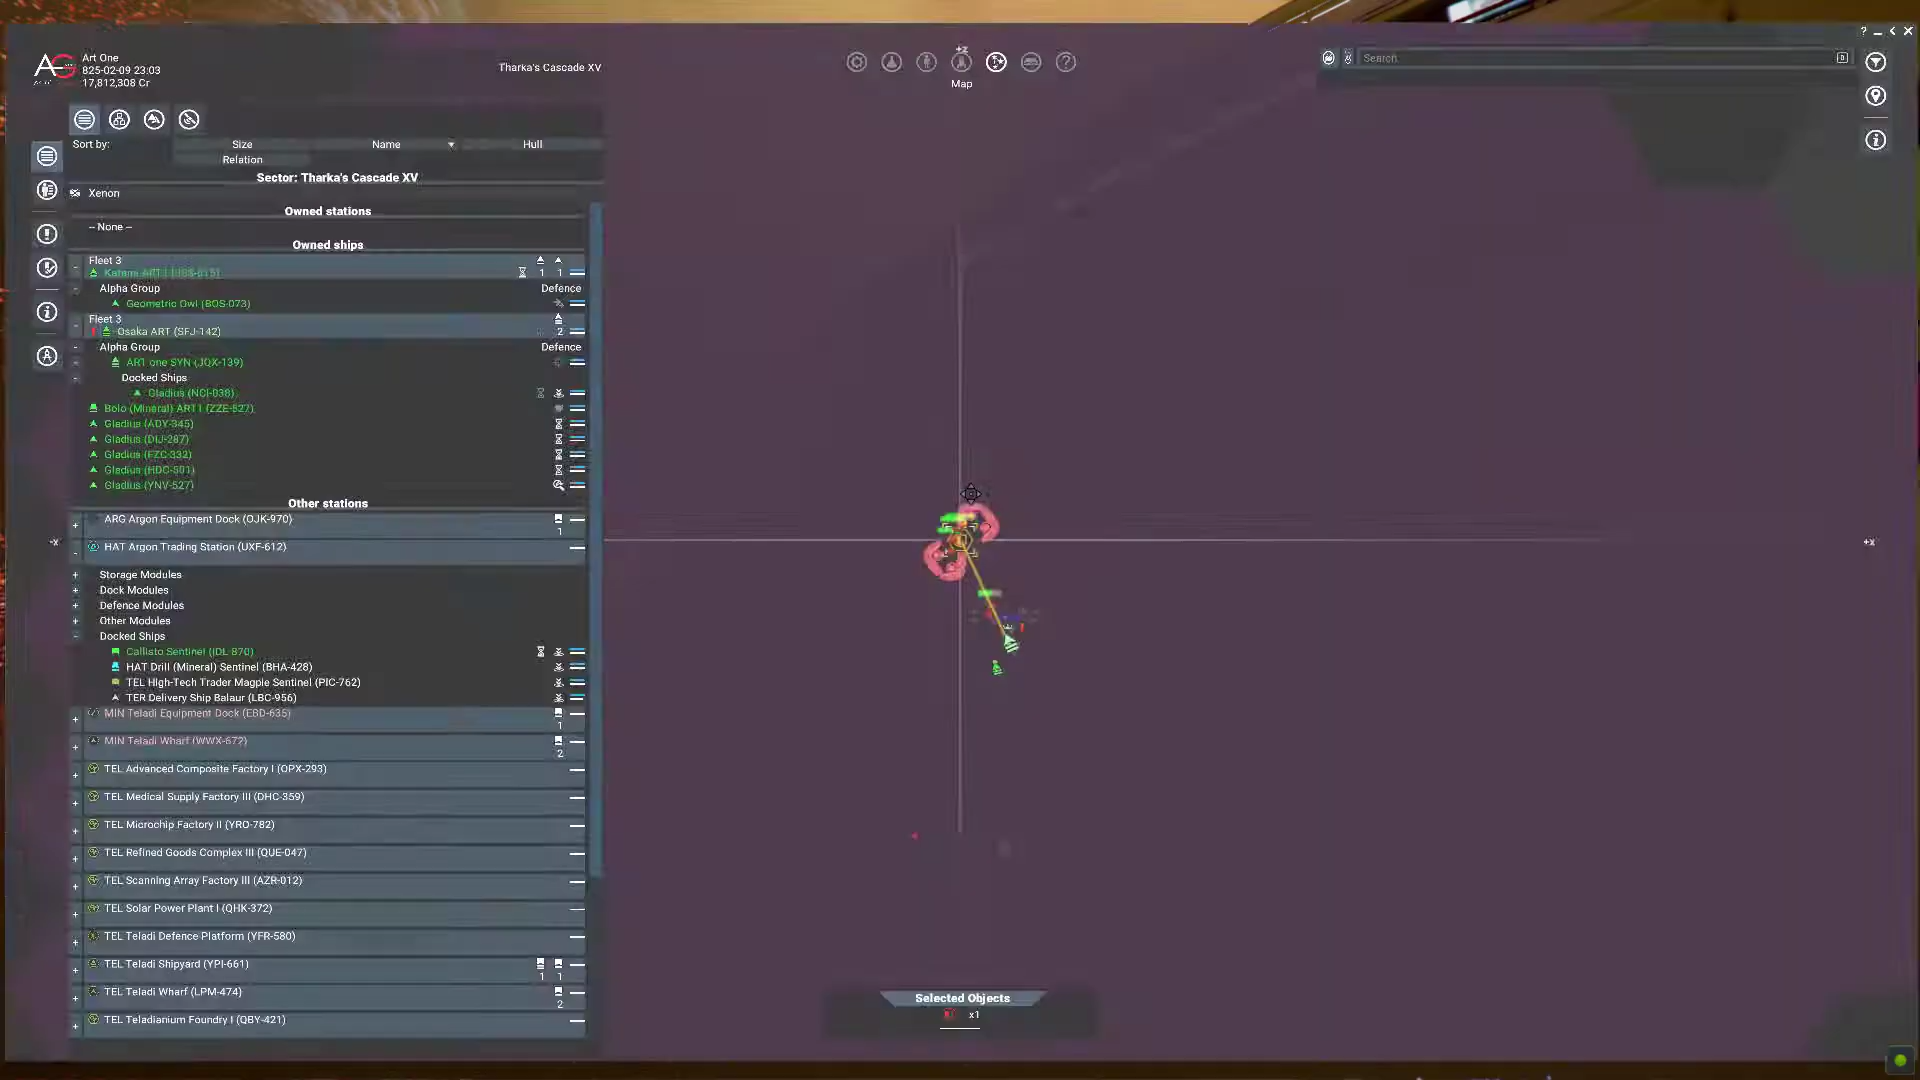 Art One
825-02-09 23:03
17,812,308 Cr
Tharka's Cascade XV
+z
Map
Search
Sort by:
Size
Name
Hull
Relation
Sector: Tharka's Cascade XV
Xenon
Owned stations
-- None --
Owned ships
Fleet 3
1 1
Alpha Group
Defence
Geometric Owl (BOS-073)
Fleet 3
Osaka ART (SFJ-142)
2
Alpha Group
Defence
ART one SYN (JQX-139)
Docked Ships
Gladius (NCI-038)
Bolo (Mineral) ART1 (ZZE-527)
Gladius (ADY-345)
Gladius (DIJ-287)
Gladius (FZC-332)
Gladius (HDC-501)
Gladius (YNV-527)
Other stations
ARG Argon Equipment Dock (OJK-970)
1
HAT Argon Trading Station (UXF-612)
-x
+x
Storage Modules
Dock Modules
Defence Modules
Other Modules
Docked Ships
Callisto Sentinel (IDL-870)
HAT Drill (Mineral) Sentinel (BHA-428)
TEL High-Tech Trader Magpie Sentinel (PIC-762)
TER Delivery Ship Balaur (LBC-956)
MIN Teladi Equipment Dock (EBD-635)
1
MIN Teladi Wharf (WWX-672)
2
TEL Advanced Composite Factory I (OPX-293)
TEL Medical Supply Factory III (DHC-359)
TEL Microchip Factory II (YRO-782)
TEL Refined Goods Complex III (QUE-047)
TEL Scanning Array Factory III (AZR-012)
TEL Solar Power Plant I (QHK-372)
TEL Teladi Defence Platform (YFR-580)
TEL Teladi Shipyard (YPI-661)
1 1
TEL Teladi Wharf (LPM-474)
2
TEL Teladianium Foundry I (QBY-421)
Selected Objects
x1